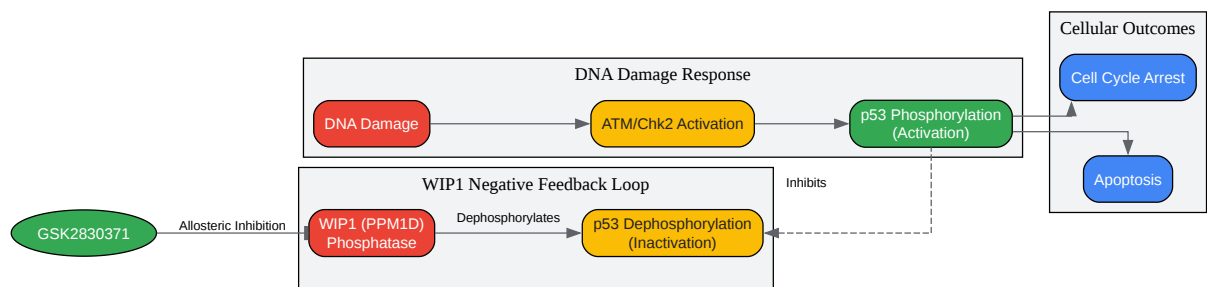 Cellular Outcomes
DNA Damage Response
Cell Cycle Arrest
DNA Damage
ATM/Chk2 Activation
p53 Phosphorylation
(Activation)
Apoptosis
WIP1 Negative Feedback Loop
Inhibits
GSK2830371
Allosteric Inhibition
WIP1 (PPM1D)
Phosphatase
Dephosphorylates
p53 Dephosphorylation
(Inactivation)